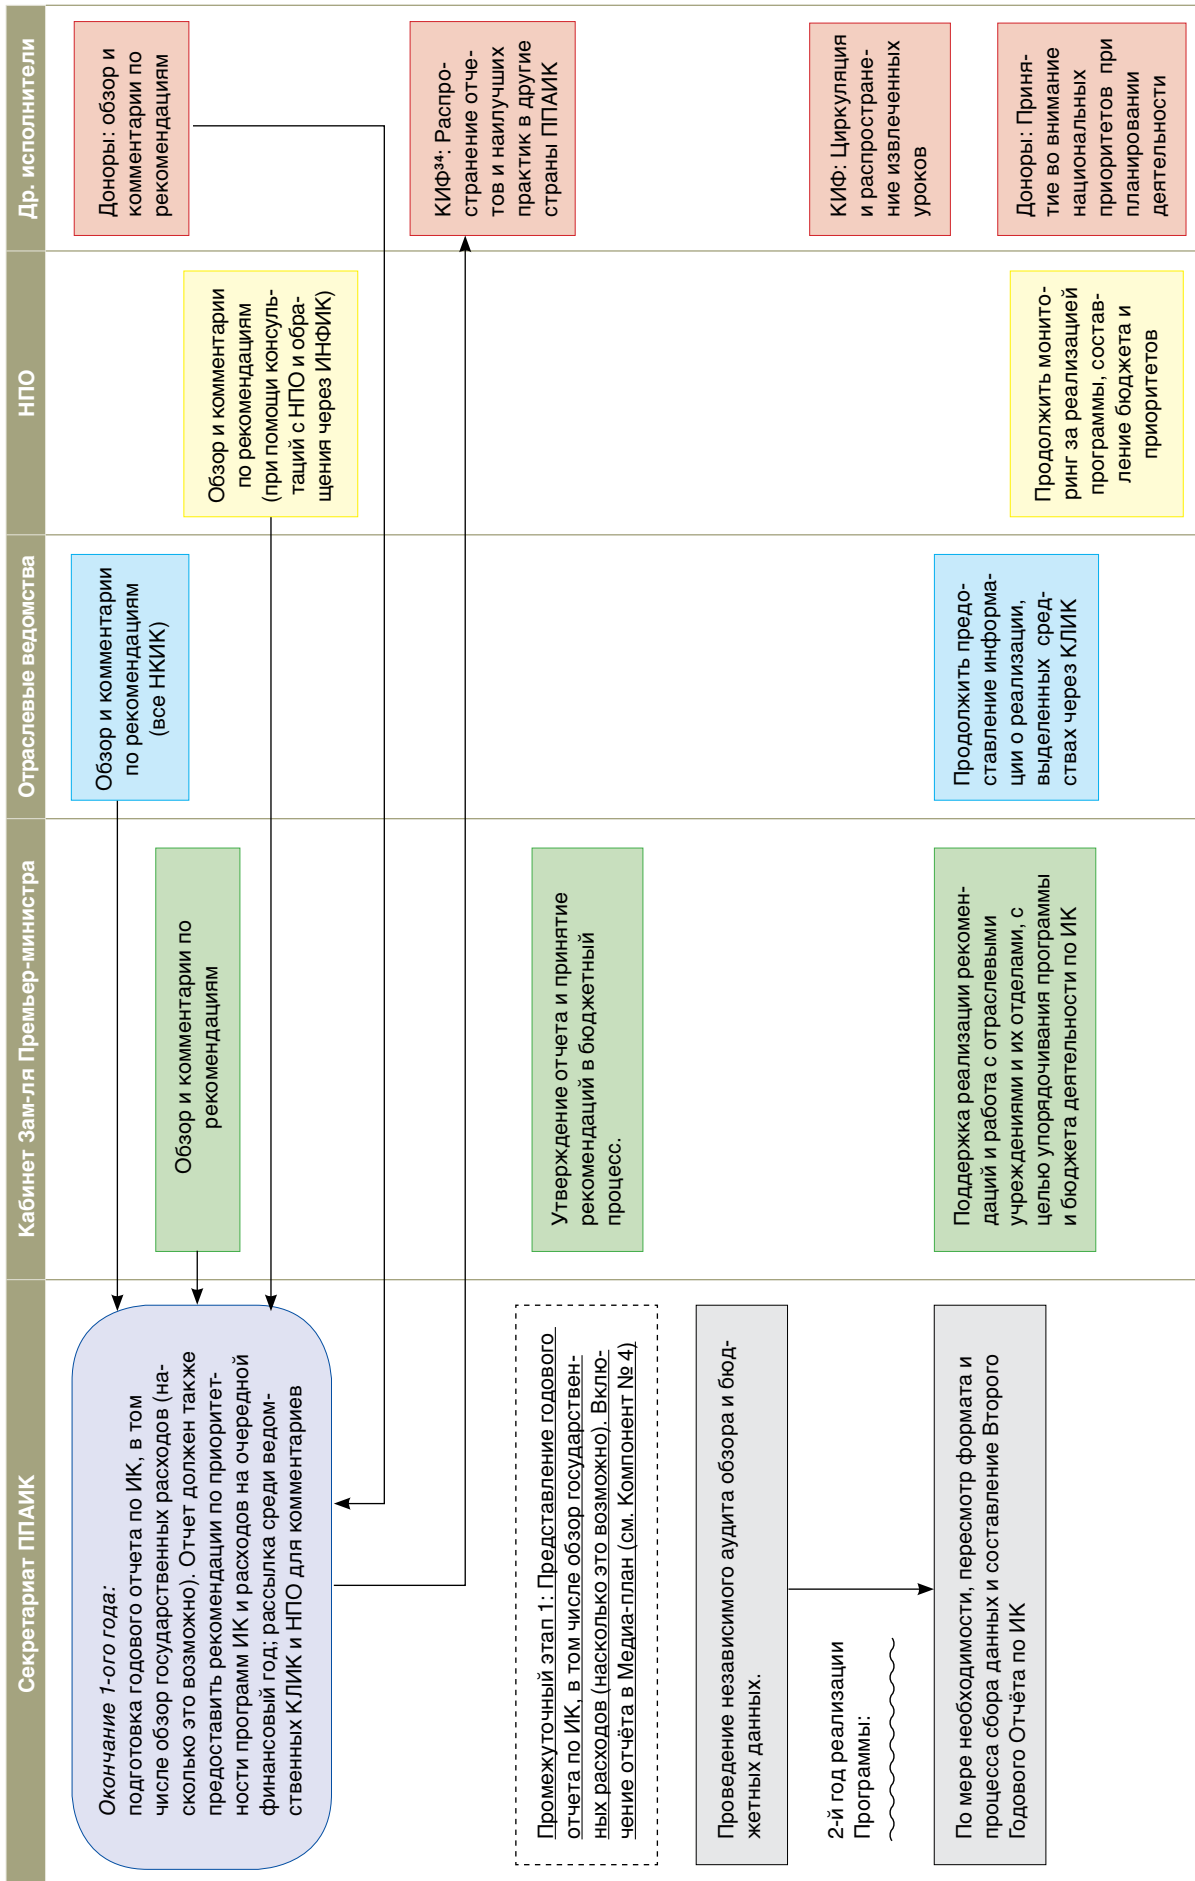 Секретариат ППАИК
Кабинет Зам-ля Премьер-министра
Отраслевые ведомства
НПО
Др. исполнители
Окончание 1-ого года:
подготовка годового отчета по ИК, в том
числе обзор государственных расходов (на-
сколько это возможно). Отчет должен также
предоставить рекомендации по приоритет-
ности программ ИК и расходов на очередной
финансовый год; рассылка среди ведом-
ственных КЛИК и НПО для комментариев
Обзор и комментарии по
рекомендациям
Обзор и комментарии
по рекомендациям
(все НКИК)
Обзор и комментарии
по рекомендациям
(при помощи консуль-
таций с НПО и обра-
щения через ИНФИК)
Доноры: обзор и
комментарии по
рекомендациям
КИФ³⁴: Распро-
странение отче-
тов и наилучших
практик в другие
страны ППАИК
Промежуточный этап 1: Представление годового
отчета по ИК, в том числе обзор государствен-
ных расходов (насколько это возможно). Вклю-
чение отчёта в Медиа-план (см. Компонент № 4)
Утверждение отчета и принятие
рекомендаций в бюджетный
процесс.
Проведение независимого аудита обзора и бюд-
жетных данных.
КИФ: Циркуляция
и распростране-
ние извлеченных
уроков
2-й год реализации
Программы:
По мере необходимости, пересмотр формата и
процесса сбора данных и составление Второго
Годового Отчёта по ИК
Поддержка реализации рекомен-
даций и работа с отраслевыми
учреждениями и их отделами, с
целью упорядочивания программы
и бюджета деятельности по ИК
Продолжить предо-
ставление информа-
ции о реализации,
выделенных сред-
ствах через КЛИК
Продолжить монито-
ринг за реализацией
программы, состав-
ление бюджета и
приоритетов
Доноры: Приня-
тие во внимание
национальных
приоритетов при
планировании
деятельности